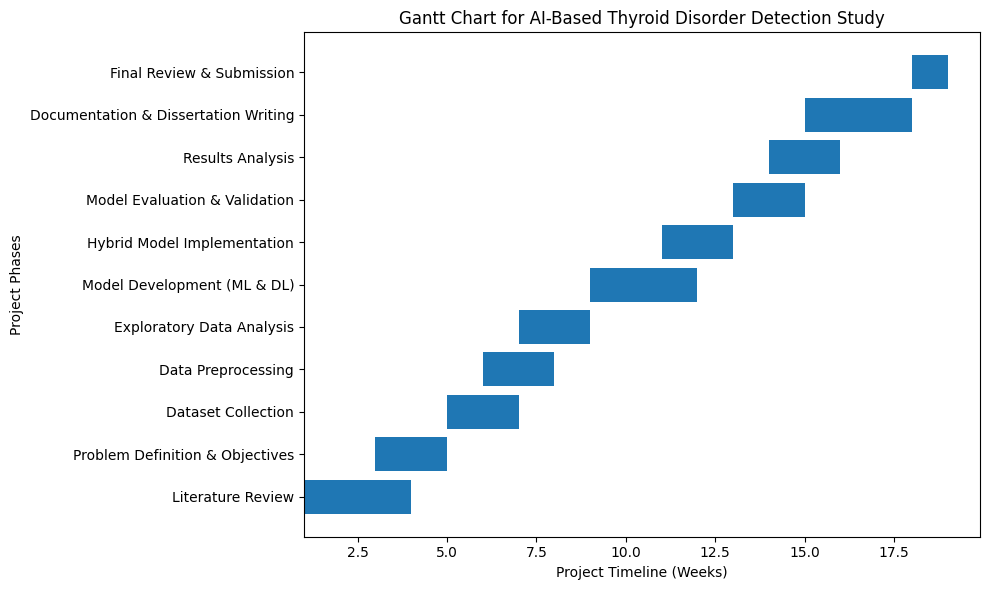 Gantt Chart for AI-Based Thyroid Disorder Detection Study
Final Review & Submission
Documentation & Dissertation Writing
Results Analysis
Model Evaluation & Validation
Hybrid Model Implementation
Model Development (ML & DL)
Exploratory Data Analysis
Data Preprocessing
Dataset Collection
Problem Definition & Objectives
Literature Review
Project Phases
2.5 5.0 7.5 10.0 12.5 15.0 17.5
Project Timeline (Weeks)